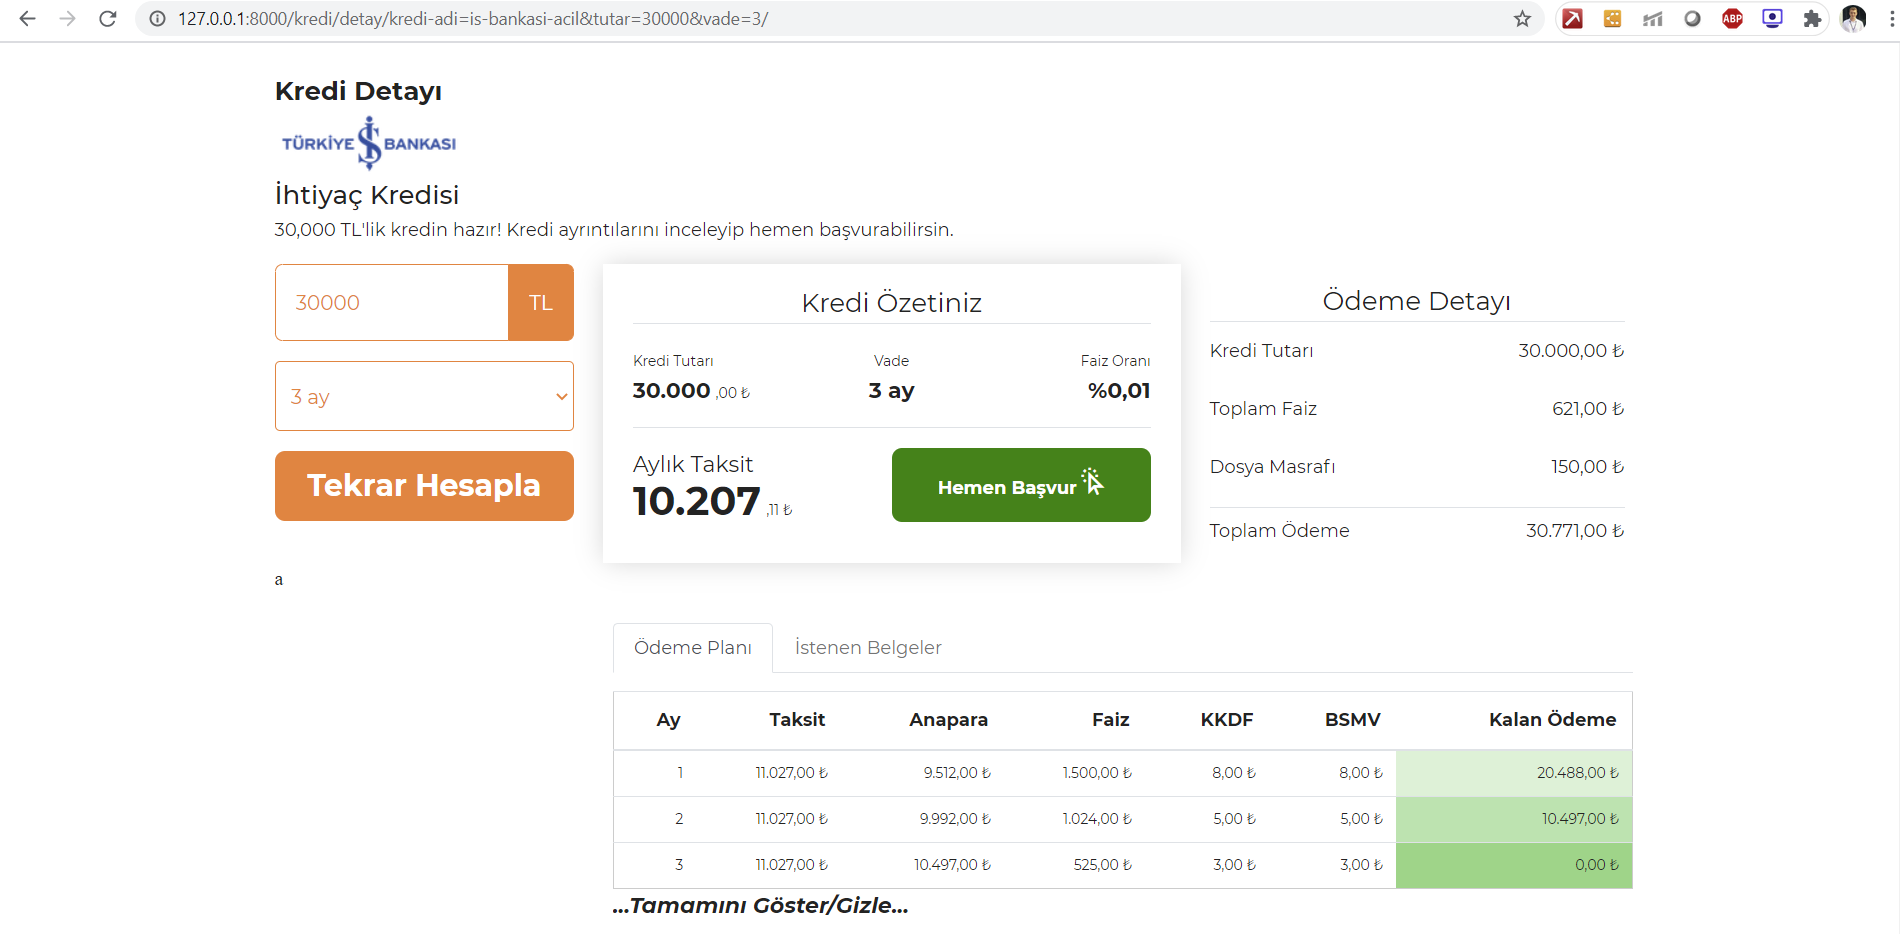 127.0.0.1:8000/kredi/detay/kredi-adi=is-bankasi-acil&tutar=30000&vade=3/
ABP
Kredi Detayı
TÜRKİYE İŞ BANKASI
İhtiyaç Kredisi
30,000 TL'lik kredin hazır! Kredi ayrıntılarını inceleyip hemen başvurabilirsin.
30000 TL
3 ay
Tekrar Hesapla
a
Kredi Özetiniz
Kredi Tutarı Vade Faiz Oranı
30.000 ,00 ₺ 3 ay %0,01
Aylık Taksit
10.207 ,11 ₺
Hemen Başvur
Ödeme Detayı
Kredi Tutarı 30.000,00 ₺
Toplam Faiz 621,00 ₺
Dosya Masrafı 150,00 ₺
Toplam Ödeme 30.771,00 ₺
Ödeme Planı İstenen Belgeler
Ay Taksit Anapara Faiz KKDF BSMV Kalan Ödeme
1 11.027,00 ₺ 9.512,00 ₺ 1.500,00 ₺ 8,00 ₺ 8,00 ₺ 20.488,00 ₺
2 11.027,00 ₺ 9.992,00 ₺ 1.024,00 ₺ 5,00 ₺ 5,00 ₺ 10.497,00 ₺
3 11.027,00 ₺ 10.497,00 ₺ 525,00 ₺ 3,00 ₺ 3,00 ₺ 0,00 ₺
...Tamamını Göster/Gizle...